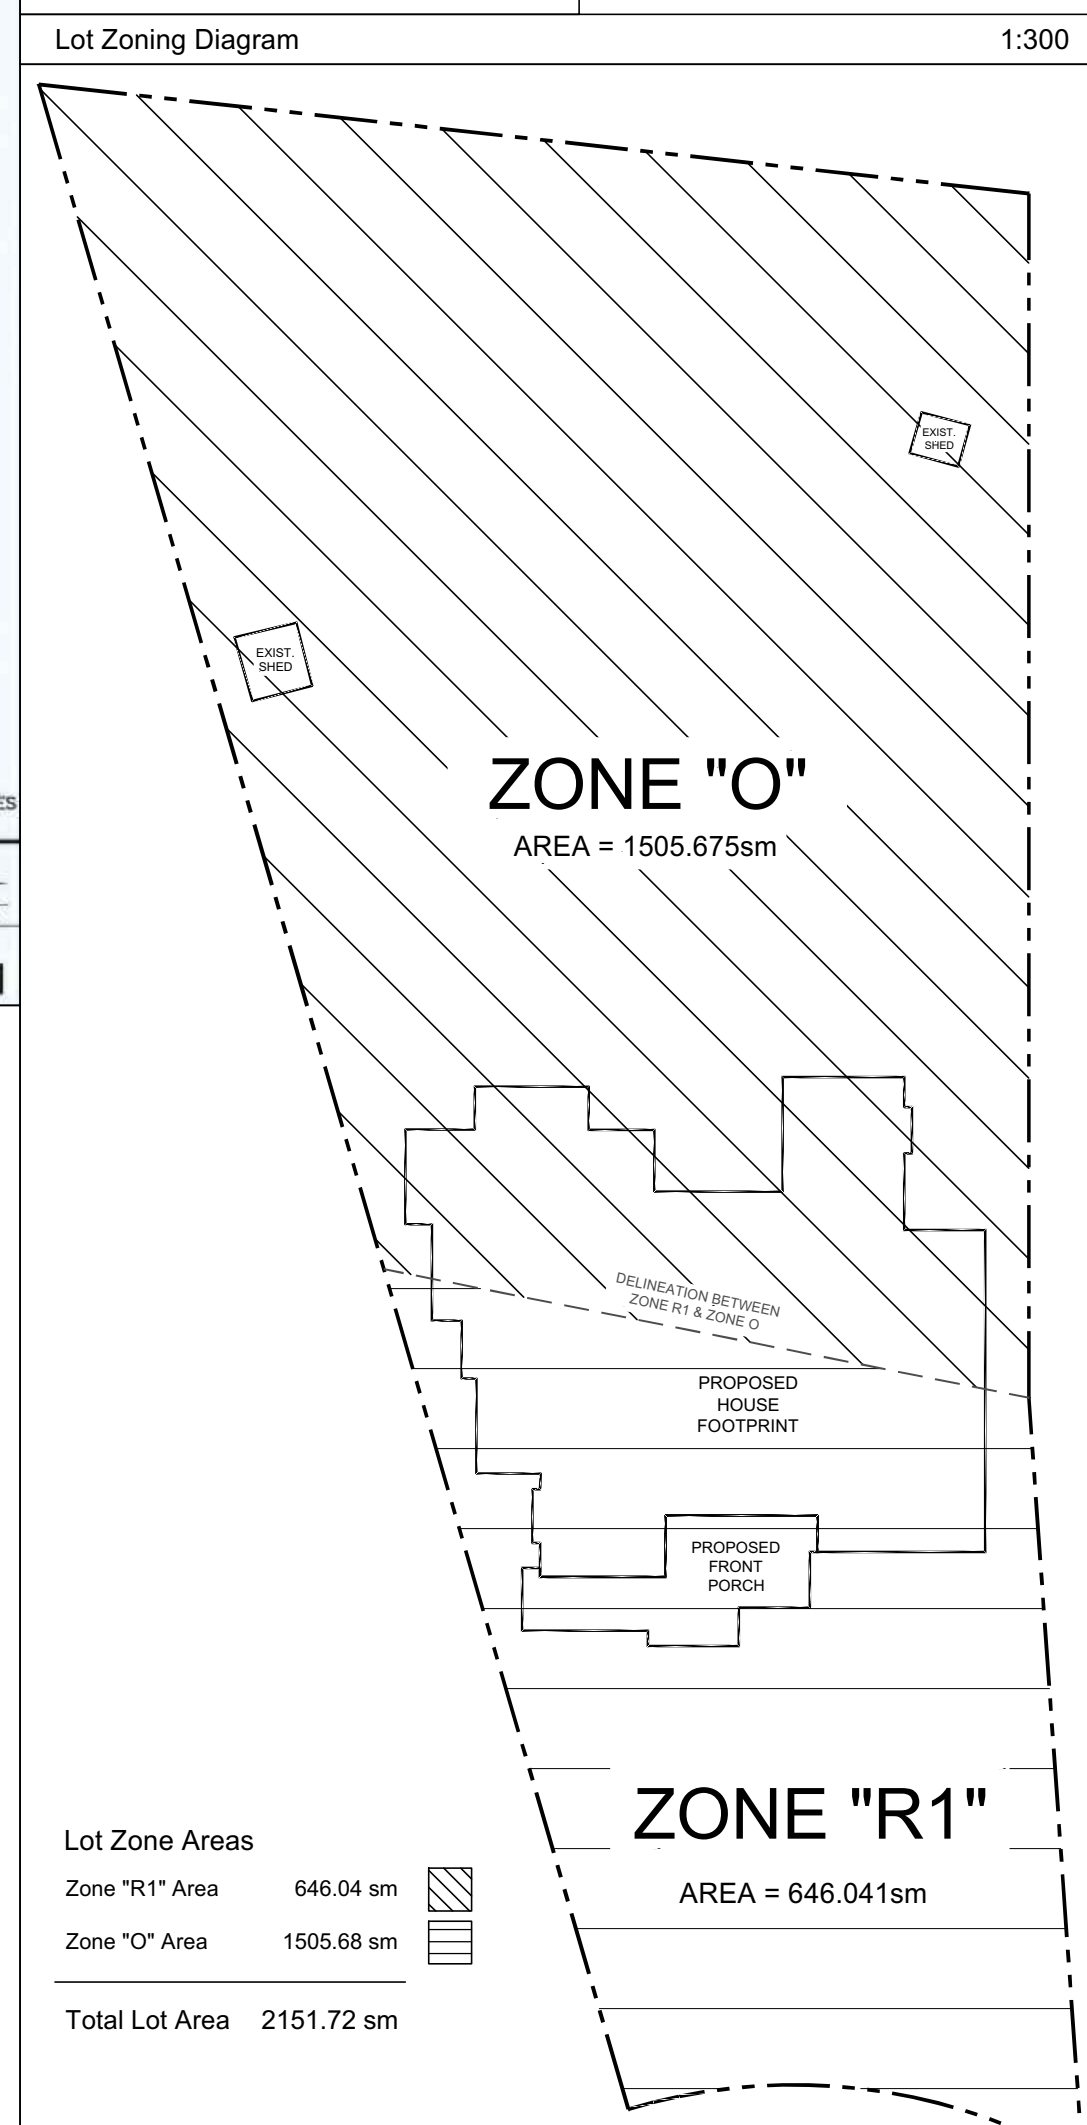 Lot Zoning Diagram 1:300
EXIST.
SHED
EXIST.
SHED
ZONE "O"
ES
AREA = 1505.675sm
DELINEATION BETWEEN
ZONE R1 & ZONE O
PROPOSED
HOUSE
FOOTPRINT
PROPOSED
FRONT
PORCH
ZONE "R1"
AREA = 646.041sm
Lot Zone Areas
Zone "R1" Area 646.04 sm
Zone "O" Area 1505.68 sm
Total Lot Area 2151.72 sm